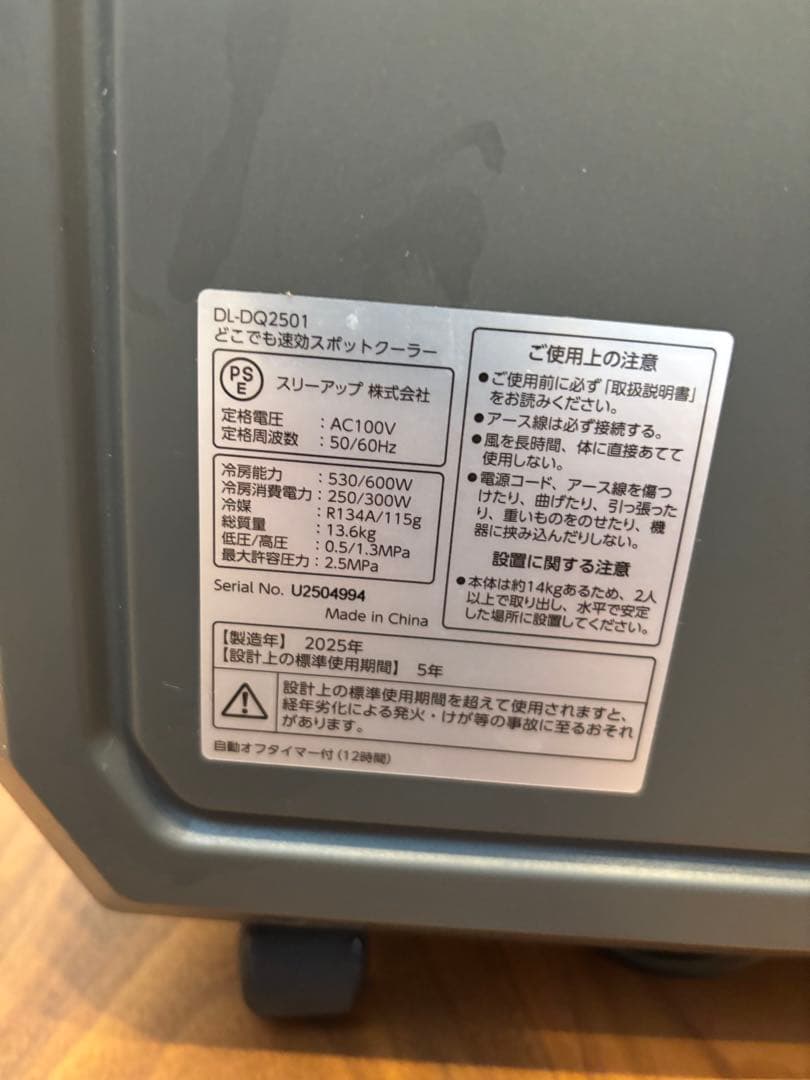 DL-DQ2501
どこでも速効スポットクーラー
PS
E
スリーアップ 株式会社
定格電圧 : AC100V
定格周波数 : 50/60Hz
冷房能力 : 530/600W
冷房消費電力 : 250/300W
冷媒 : R134A/115g
総質量 : 13.6kg
低圧/高圧 : 0.5/1.3MPa
最大許容圧力 : 2.5MPa
Serial No. U2504994
Made in China
ご使用上の注意
●ご使用前に必ず「取扱説明書」
をお読みください。
●アース線は必ず接続する。
●風を長時間、体に直接あてて
使用しない。
●電源コード、アース線を傷つ
けたり、曲げたり、引っ張った
り、重いものをのせたり、機
器に挟み込んだりしない。
設置に関する注意
●本体は約14kgあるため、2人
以上で取り出し、水平で安定
した場所に設置してください。
【製造年】 2025年
【設計上の標準使用期間】 5年
設計上の標準使用期間を超えて使用されますと、
経年劣化による発火・けが等の事故に至るおそれ
があります。
自動オフタイマー付(12時間)